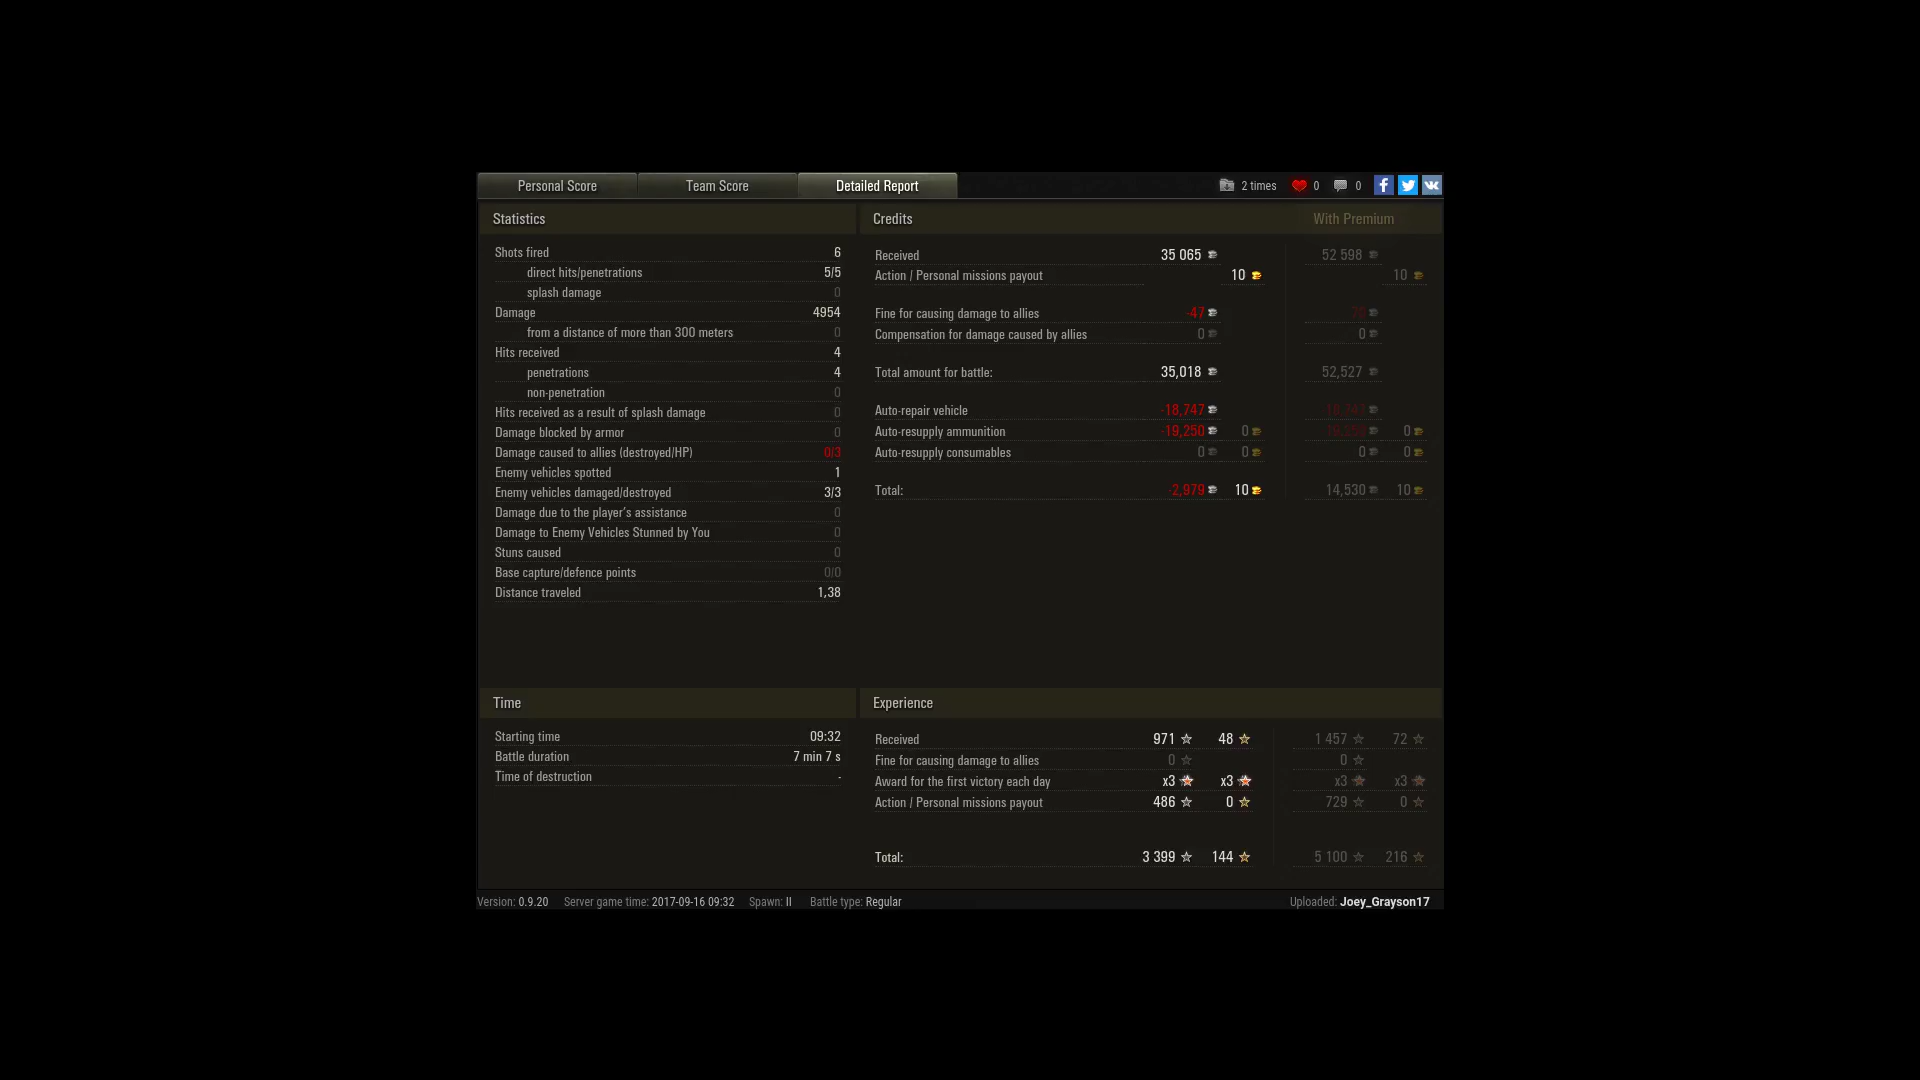 Personal Score Team Score Detailed Report 2 times 0 0
Statistics
Shots fired 6
direct hits/penetrations 5/5
splash damage 0
Damage 4954
from a distance of more than 300 meters 0
Hits received 4
penetrations 4
non-penetration 0
Hits received as a result of splash damage 0
Damage blocked by armor 0
Damage caused to allies (destroyed/HP) 0/3
Enemy vehicles spotted 1
Enemy vehicles damaged/destroyed 3/3
Damage due to the player's assistance 0
Damage to Enemy Vehicles Stunned by You 0
Stuns caused 0
Base capture/defence points 0/0
Distance traveled 1,38
Credits With Premium
Received 35 065 52 598
Action / Personal missions payout 10 10
Fine for causing damage to allies -47
Compensation for damage caused by allies 0 0
Total amount for battle: 35,018 52,527
Auto-repair vehicle -18,747 -18,747
Auto-resupply ammunition -19,250 0 -19,250 0
Auto-resupply consumables 0 0 0 0
Total: -2,979 10 14,530 10
Time
Starting time 09:32
Battle duration 7 min 7 s
Time of destruction -
Experience
Received 971 48 1 457 72
Fine for causing damage to allies 0 0
Award for the first victory each day x3 x3 x3 x3
Action / Personal missions payout 486 0 729 0
Total: 3 399 144 5 100 216
Version: 0.9.20 Server game time: 2017-09-16 09:32 Spawn: II Battle type: Regular Uploaded: Joey_Grayson17